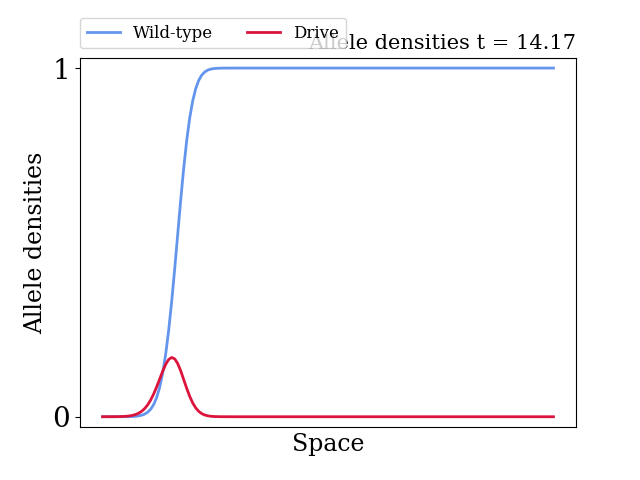 Wild-type Drive
Allele densities t = 14.17
1
Allele densities
0
Space